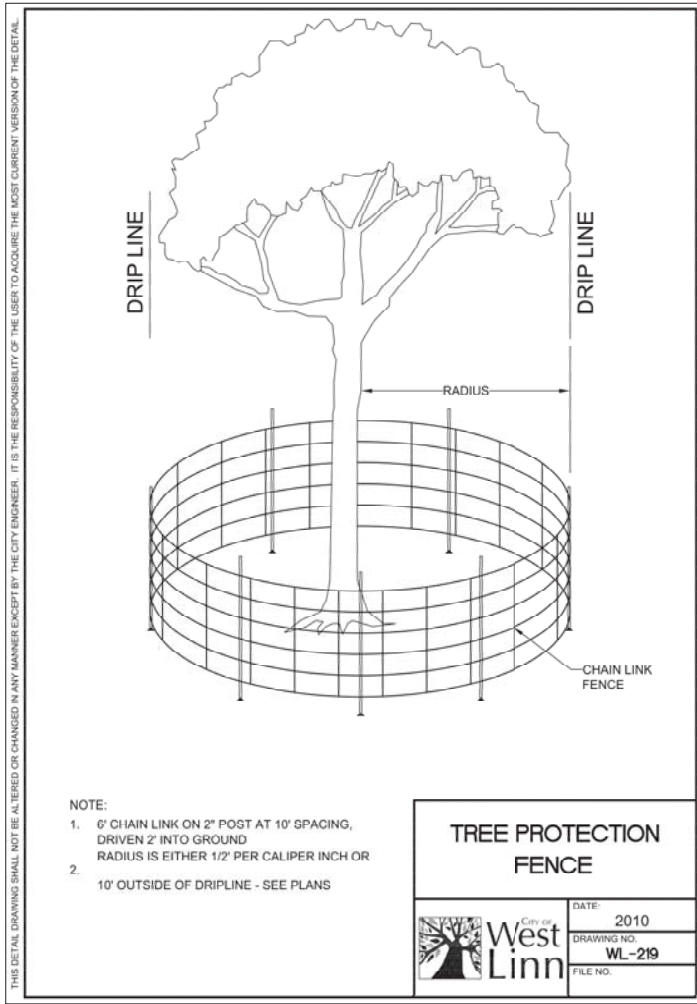 THIS DETAIL DRAWING SHALL NOT BE ALTERED OR CHANGED IN ANY MANNER EXCEPT BY THE CITY ENGINEER. IT IS THE RESPONSIBILITY OF THE USER TO ACQUIRE THE MOST CURRENT VERSION OF THE DETAIL.
DRIP LINE
DRIP LINE
RADIUS
CHAIN LINK
FENCE
NOTE:
1. 6' CHAIN LINK ON 2" POST AT 10' SPACING,
DRIVEN 2' INTO GROUND
RADIUS IS EITHER 1/2' PER CALIPER INCH OR
2.
10' OUTSIDE OF DRIPLINE - SEE PLANS
TREE PROTECTION
FENCE
CITY OF
West
Linn
DATE:
2010
DRAWING NO.
WL-219
FILE NO.